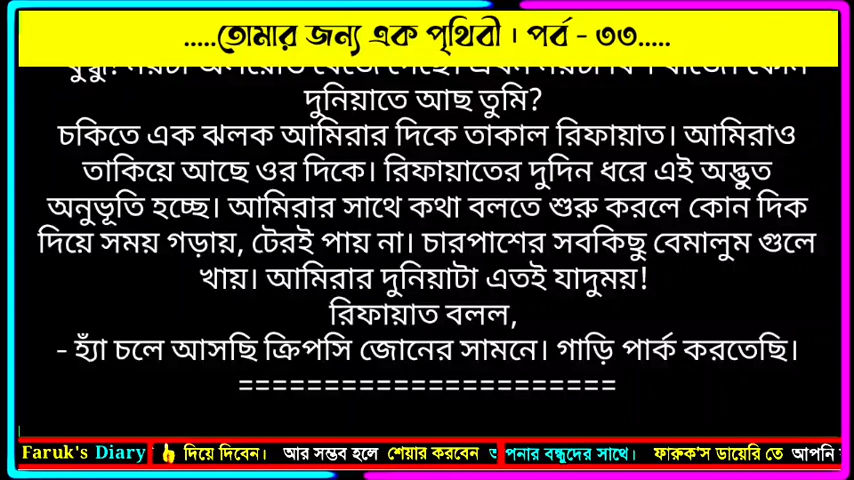 .....তোমার জন্য এক পৃথিবী । পর্ব - ৩৩.....
দুনিয়াতে আছ তুমি?
চকিতে এক ঝলক আমিরার দিকে তাকাল রিফায়াত। আমিরাও
তাকিয়ে আছে ওর দিকে। রিফায়াতের দুদিন ধরে এই অদ্ভুত
অনুভূতি হচ্ছে। আমিরার সাথে কথা বলতে শুরু করলে কোন দিক
দিয়ে সময় গড়ায়, টেরই পায় না। চারপাশের সবকিছু বেমালুম গুলে
খায়। আমিরার দুনিয়াটা এতই যাদুময়!
রিফায়াত বলল,
- হ্যাঁ চলে আসছি ক্রিপসি জোনের সামনে। গাড়ি পার্ক করতেছি।
=======================
Faruk's Diary 👍 দিয়ে দিবেন। আর সম্ভব হলে শেয়ার করবেন পনার বন্ধুদের সাথে। ফারুক'স ডায়েরি তে আপনি